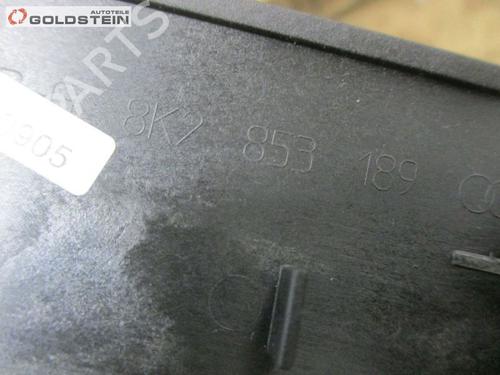 AUTOTEILE
GOLDSTEIN
PARTS
8K2 853 189
905